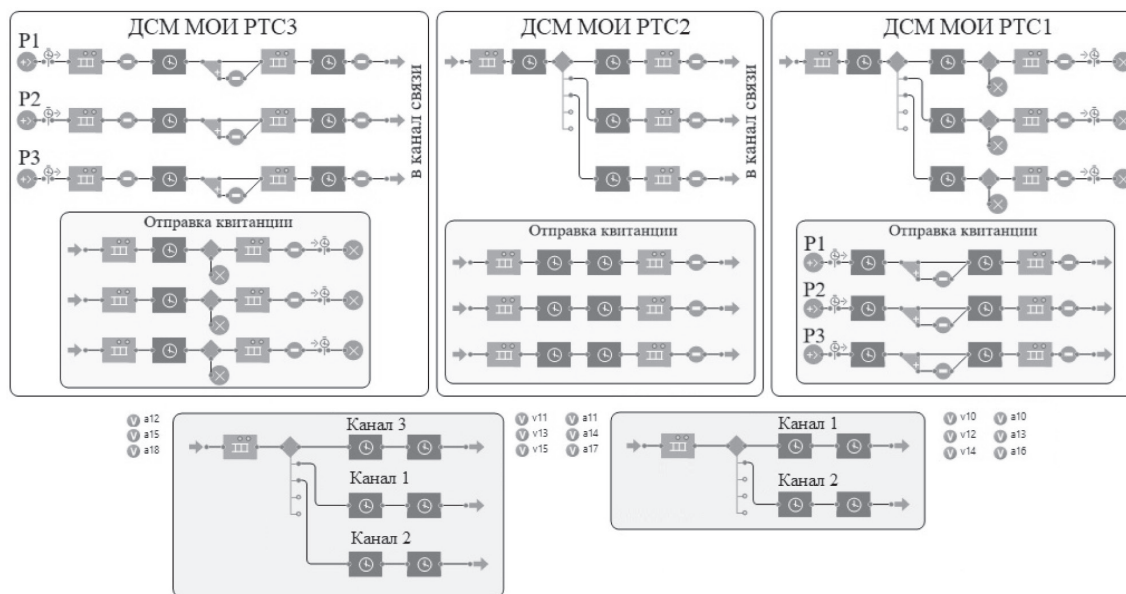 ДСМ МОИ РТС3
P1
P2
P3
в канал связи
Отправка квитанции
ДСМ МОИ РТС2
в канал связи
Отправка квитанции
ДСМ МОИ РТС1
Отправка квитанции
P1
P2
P3
V a12
V a15
V a18
Канал 3
Канал 1
Канал 2
V v11 V a11
V v13 V a14
V v15 V a17
Канал 1
Канал 2
V v10 V a10
V v12 V a13
V v14 V a16